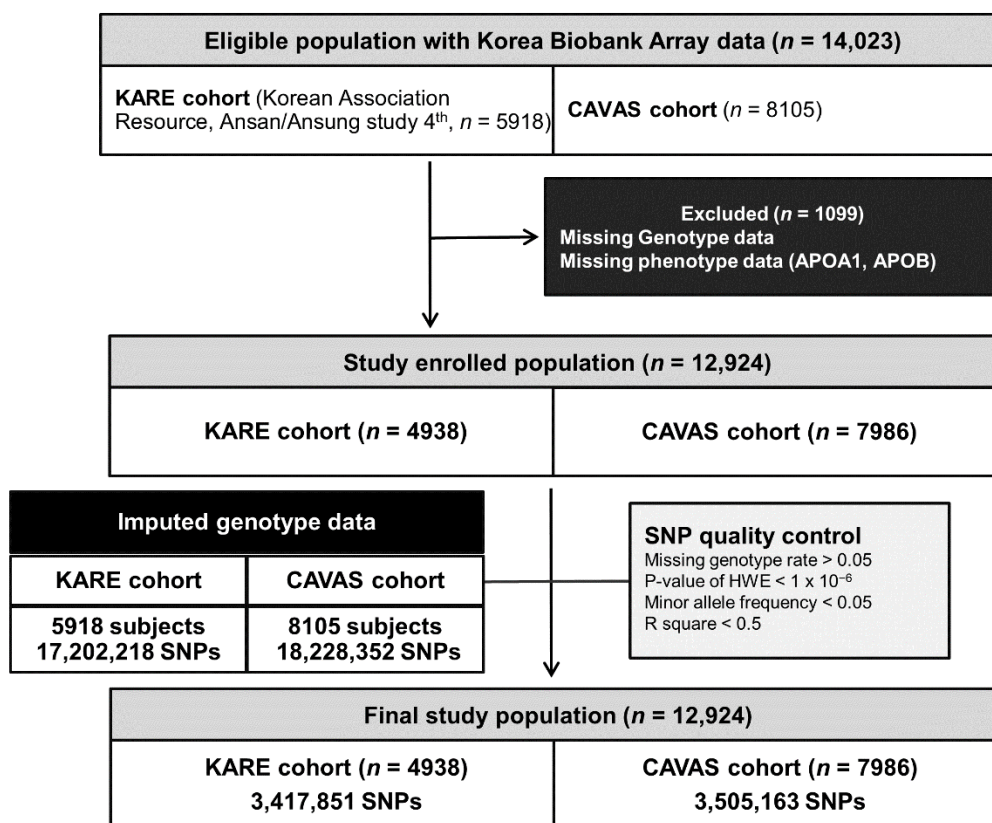 Eligible population with Korea Biobank Array data (n = 14,023)
KARE cohort (Korean Association
Resource, Ansan/Ansung study 4th, n = 5918)
CAVAS cohort (n = 8105)
Excluded (n = 1099)
Missing Genotype data
Missing phenotype data (APOA1, APOB)
Study enrolled population (n = 12,924)
KARE cohort (n = 4938)
CAVAS cohort (n = 7986)
Imputed genotype data
KARE cohort
CAVAS cohort
5918 subjects
17,202,218 SNPs
8105 subjects
18,228,352 SNPs
SNP quality control
Missing genotype rate > 0.05
P-value of HWE < 1 x 10⁻⁶
Minor allele frequency < 0.05
R square < 0.5
Final study population (n = 12,924)
KARE cohort (n = 4938)
3,417,851 SNPs
CAVAS cohort (n = 7986)
3,505,163 SNPs